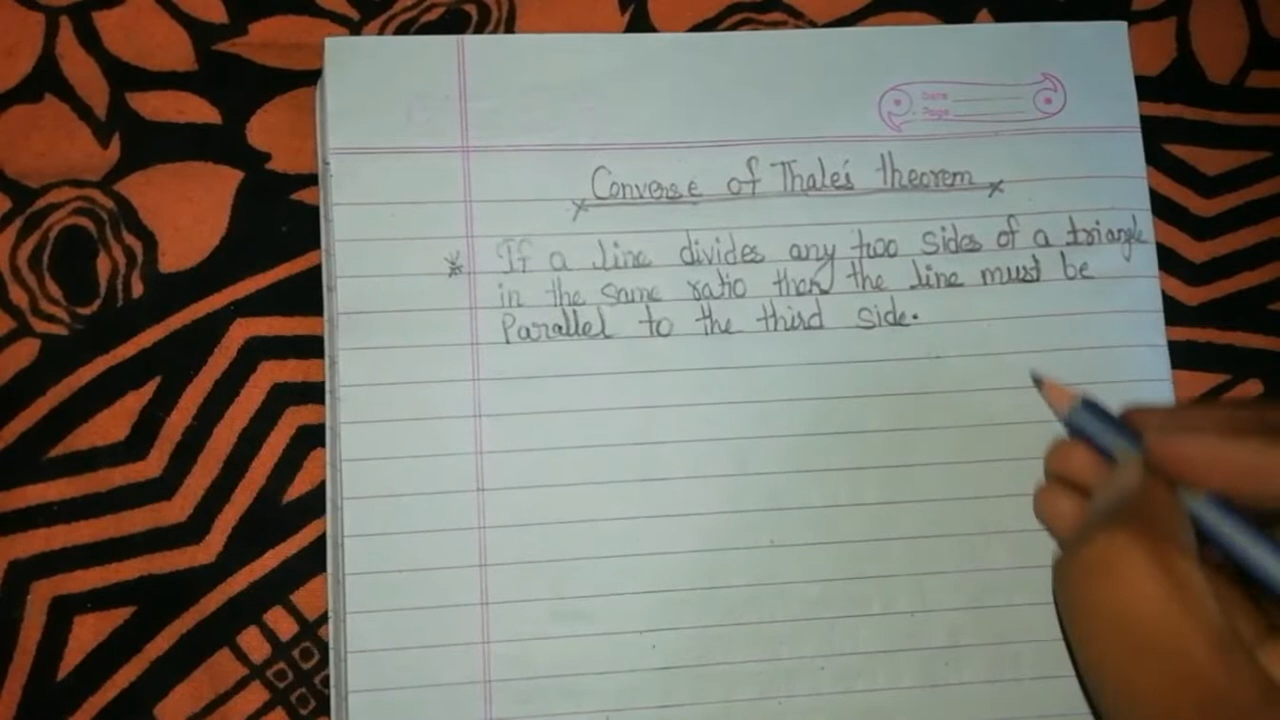 Date
Page
Converse of Thale's theorem
If a line divides any two sides of a triangle
in the same ratio then the line must be
Parallel to the third side.